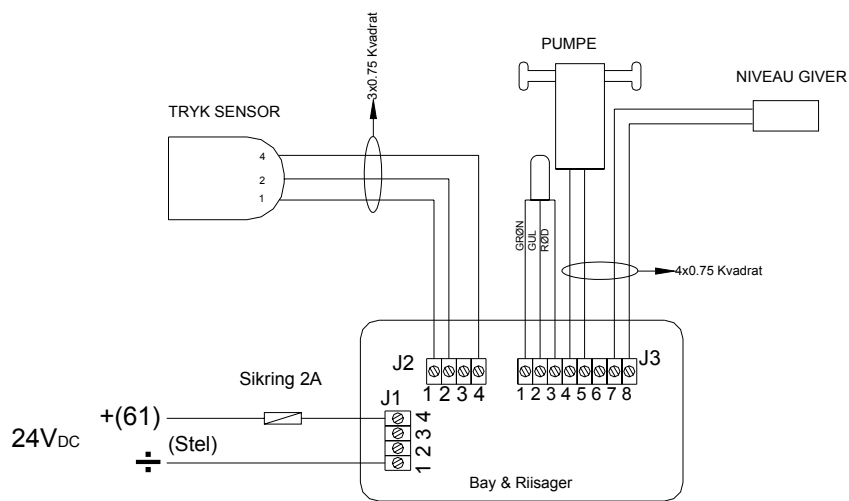 3x0.75 Kvadrat
PUMPE
NIVEAU GIVER
TRYK SENSOR
4
2
1
GRØN
GUL
RØD
4x0.75 Kvadrat
J2
J3
1 2 3 4
1 2 3 4 5 6 7 8
Sikring 2A
J1
+(61)
24VDC
÷ (Stel)
1 2 3 4
Bay & Riisager